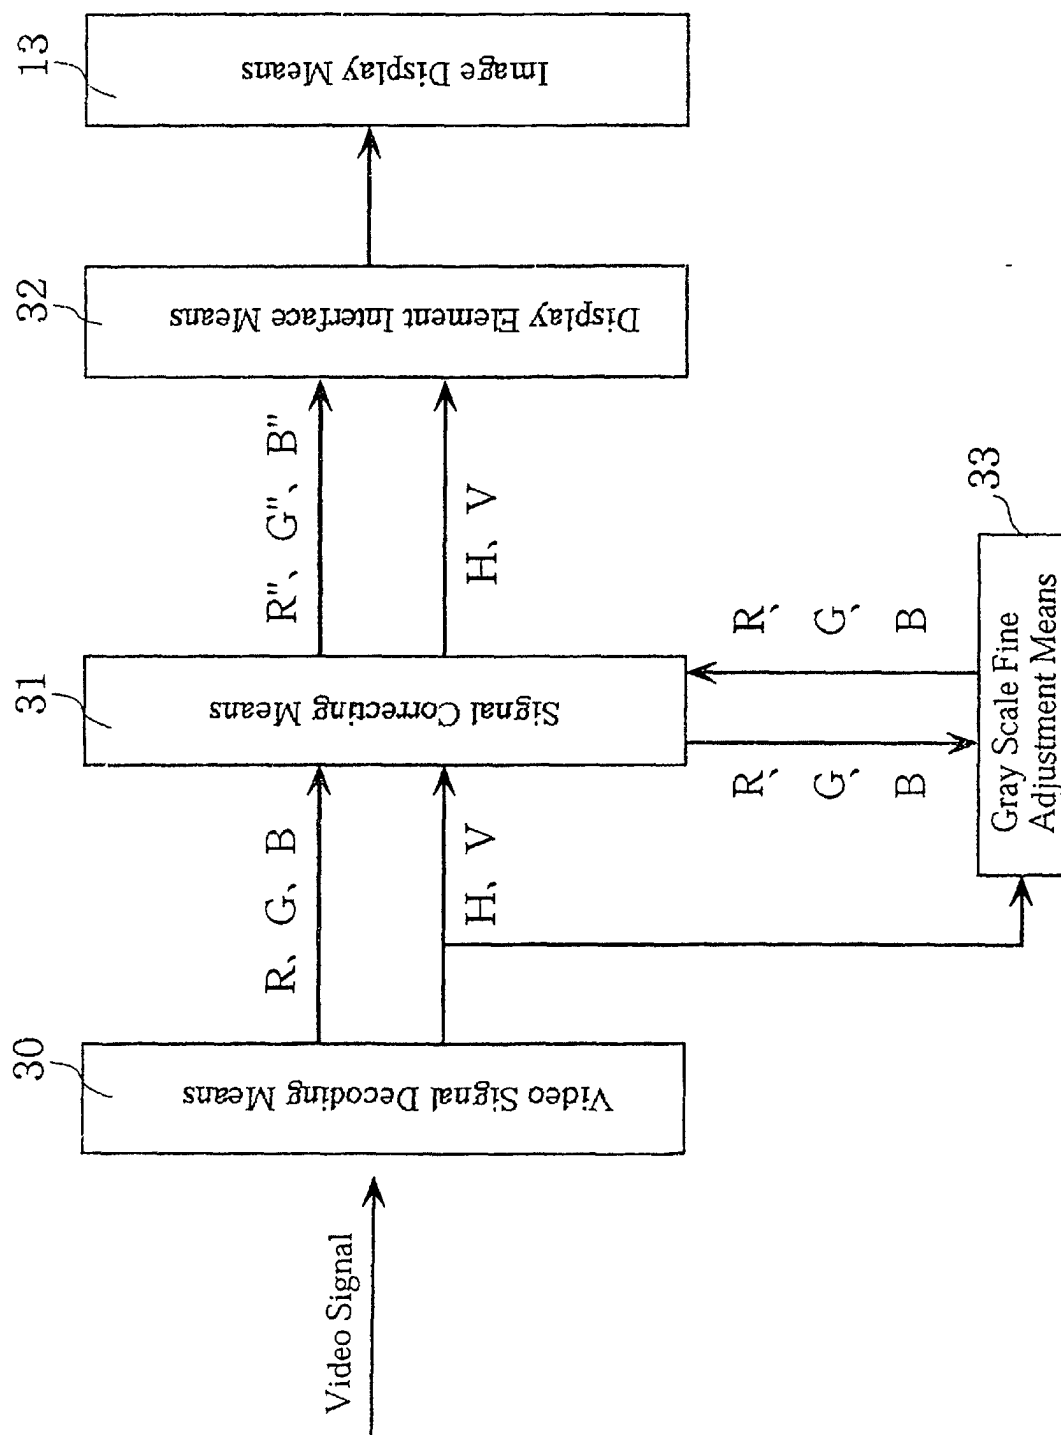 13
Image Display Means
32
Display Element Interface Means
R"、G"、B"
H、V
31
Signal Correcting Means
R、
G、
B
R、
G、
B
33
Gray Scale Fine
Adjustment Means
R、G、B
H、V
30
Video Signal Decoding Means
Video Signal